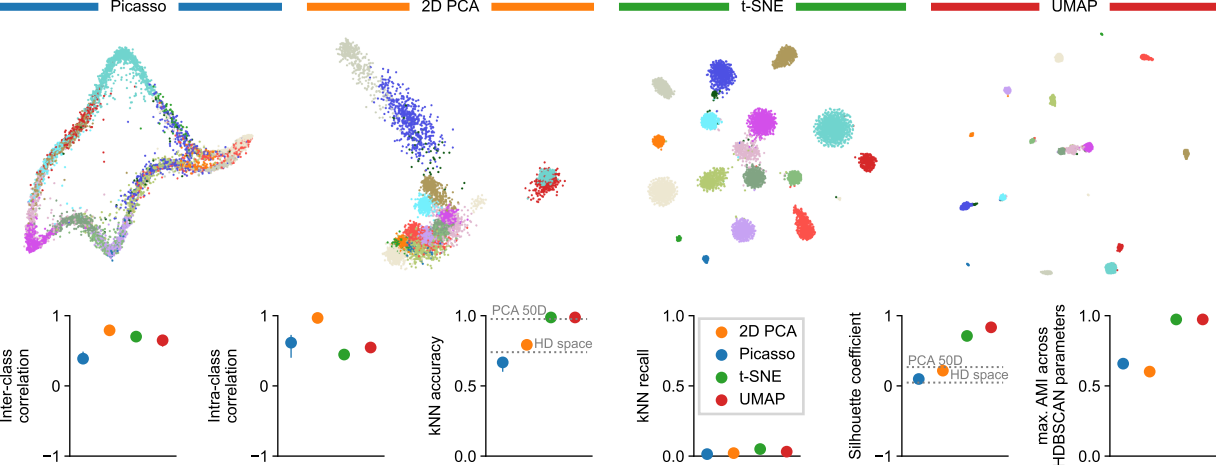 Picasso
2D PCA
t-SNE
UMAP
Inter-class
correlation
1
0
−1
Intra-class
correlation
1
0
−1
kNN accuracy
1.0
0.5
0.0
PCA 50D
HD space
kNN recall
1.0
0.5
0.0
2D PCA
Picasso
t-SNE
UMAP
Silhouette coefficient
1
0
−1
PCA 50D
HD space
max. AMI across
HDBSCAN parameters
1.0
0.5
0.0